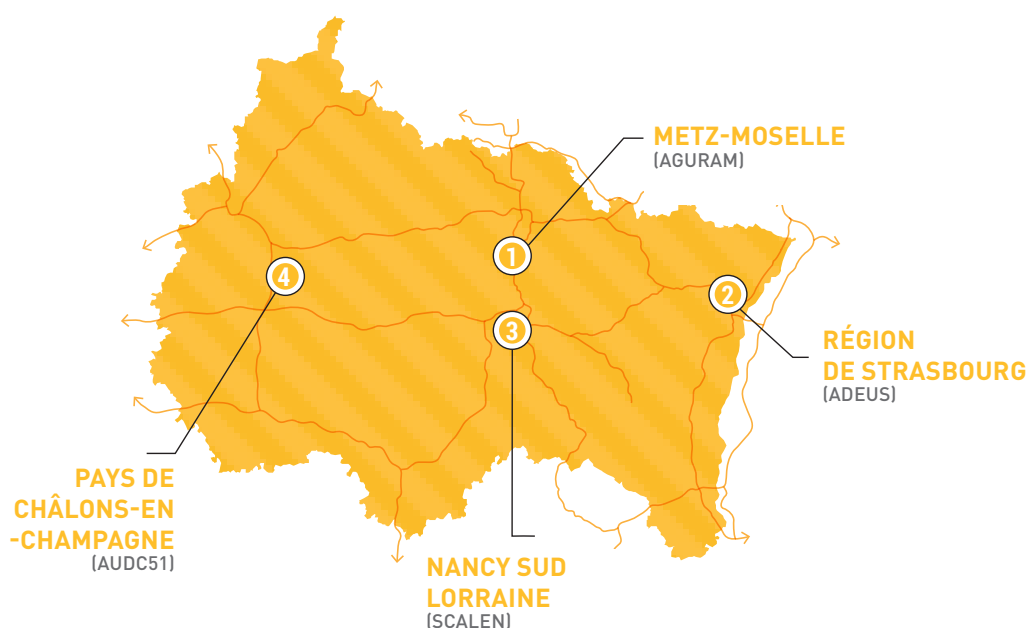 METZ-MOSELLE
(AGURAM)
1
4
2
3
RÉGION
DE STRASBOURG
(ADEUS)
PAYS DE
CHÂLONS-EN
-CHAMPAGNE
(AUDC51)
NANCY SUD
LORRAINE
(SCALEN)